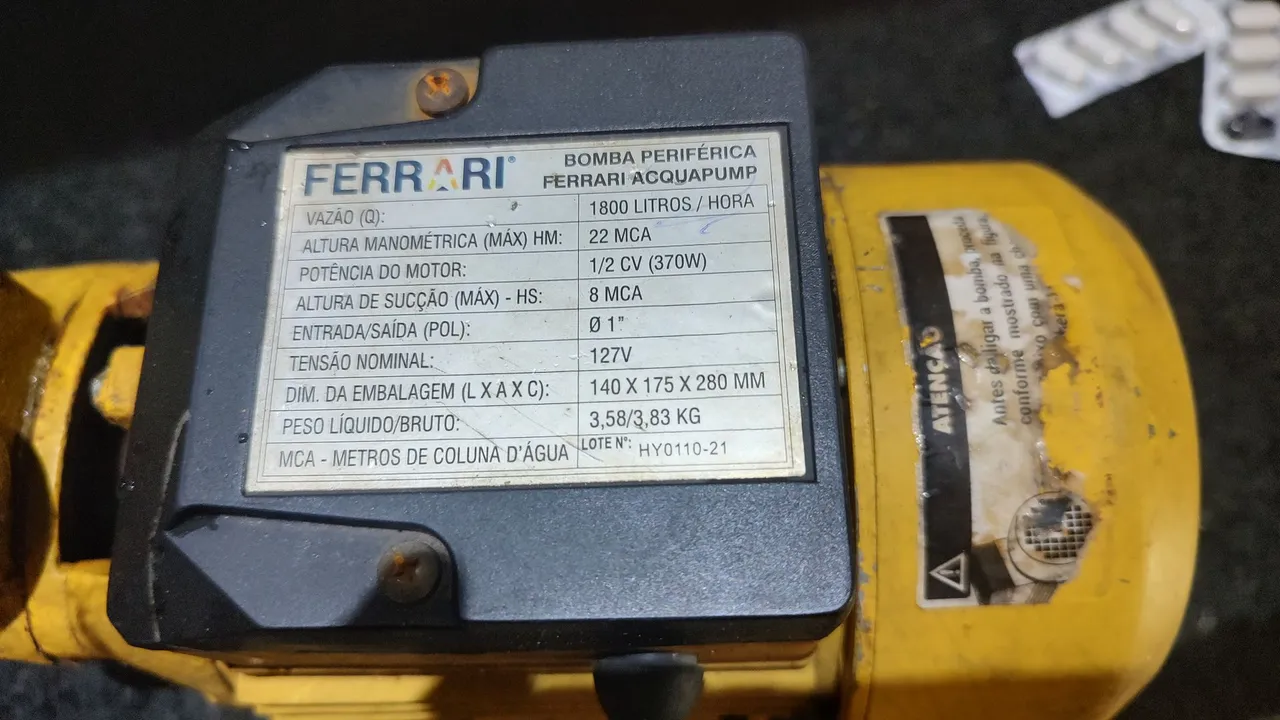 FERRARI®
BOMBA PERIFÉRICA
FERRARI ACQUAPUMP
VAZÃO (Q): 1800 LITROS / HORA
ALTURA MANOMÉTRICA (MÁX) HM: 22 MCA
POTÊNCIA DO MOTOR: 1/2 CV (370W)
ALTURA DE SUCÇÃO (MÁX) - HS: 8 MCA
ENTRADA/SAÍDA (POL): Ø 1"
TENSÃO NOMINAL: 127V
DIM. DA EMBALAGEM (L X A X C): 140 X 175 X 280 MM
PESO LÍQUIDO/BRUTO: 3,58/3,83 KG
MCA - METROS DE COLUNA D'ÁGUA LOTE N°: HY0110-21
ATENÇÃO
Antes de ligar a bomba,
conforme mostrado na figura,
com uma